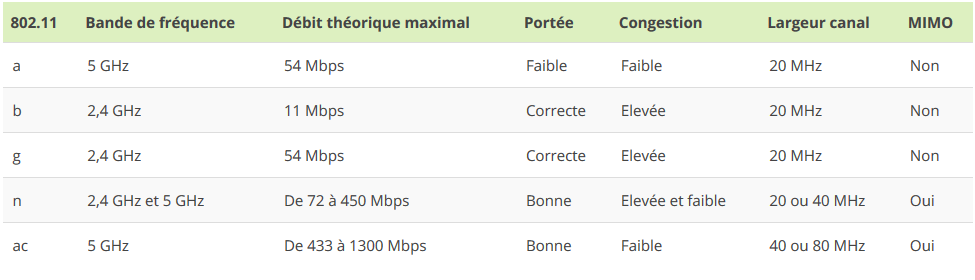 802.11 Bande de fréquence Débit théorique maximal Portée Congestion Largeur canal MIMO
a 5 GHz 54 Mbps Faible Faible 20 MHz Non
b 2,4 GHz 11 Mbps Correcte Elevée 20 MHz Non
g 2,4 GHz 54 Mbps Correcte Elevée 20 MHz Non
n 2,4 GHz et 5 GHz De 72 à 450 Mbps Bonne Elevée et faible 20 ou 40 MHz Oui
ac 5 GHz De 433 à 1300 Mbps Bonne Faible 40 ou 80 MHz Oui